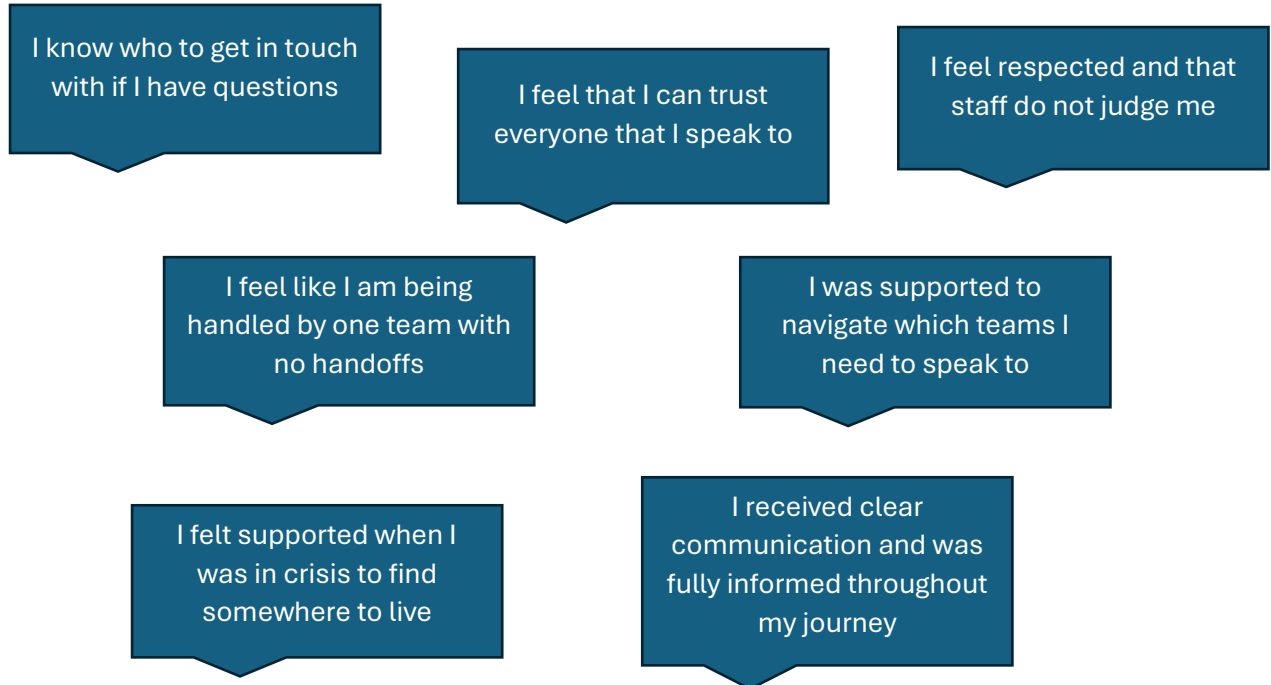 I know who to get in touch
with if I have questions
I feel that I can trust
everyone that I speak to
I feel respected and that
staff do not judge me
I feel like I am being
handled by one team with
no handoffs
I was supported to
navigate which teams I
need to speak to
I felt supported when I
was in crisis to find
somewhere to live
I received clear
communication and was
fully informed throughout
my journey